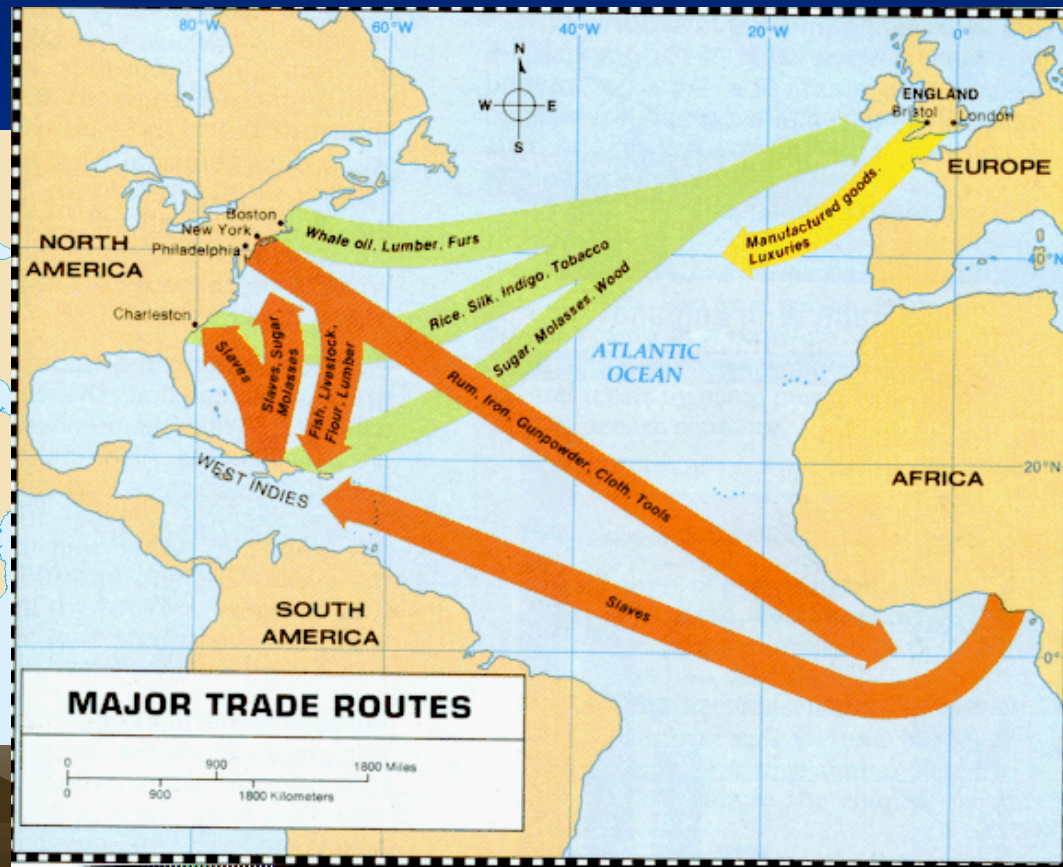 80°W
60°W
40°W
20°W
0°
N
W
E
S
ENGLAND
Bristol
London
EUROPE
Boston
New York
Philadelphia
NORTH
AMERICA
Whale oil, Lumber, Furs
Manufactured goods,
Luxuries
40°N
Rice, Silk, Indigo, Tobacco
Sugar, Molasses, Wood
Charleston
Slaves
Slaves, Sugar
Molasses
Fish, Livestock,
Flour, Lumber
ATLANTIC
OCEAN
Rum, Iron, Gunpowder, Cloth, Tools
WEST INDIES
20°N
AFRICA
Slaves
SOUTH
AMERICA
0°
MAJOR TRADE ROUTES
0 900 1800 Miles
0 900 1800 Kilometers